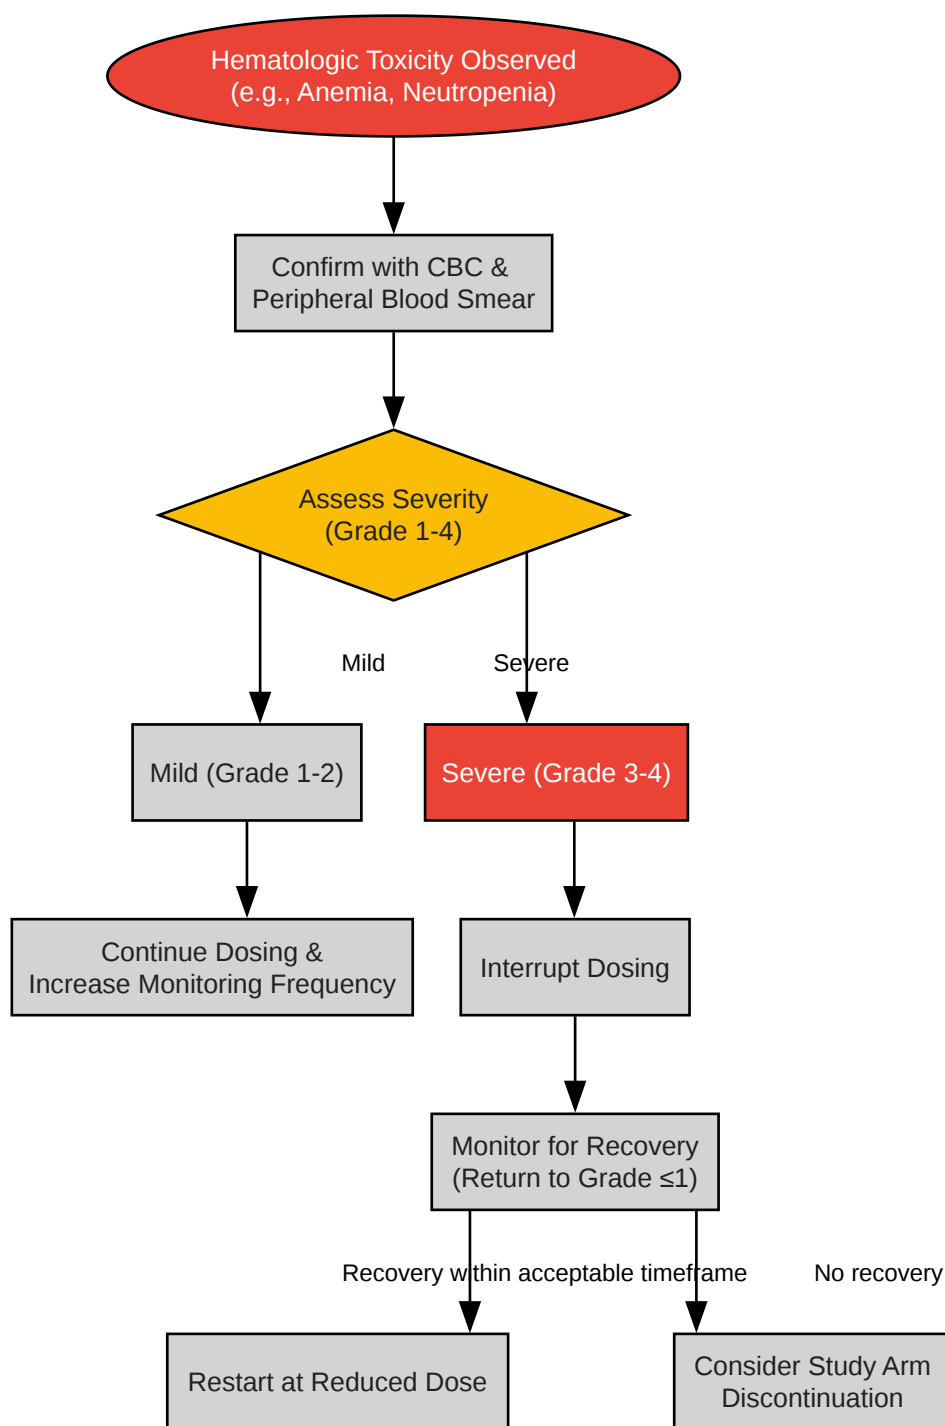 Hematologic Toxicity Observed
(e.g., Anemia, Neutropenia)
Confirm with CBC &
Peripheral Blood Smear
Assess Severity
(Grade 1-4)
Mild
Severe
Mild (Grade 1-2)
Severe (Grade 3-4)
Continue Dosing &
Increase Monitoring Frequency
Interrupt Dosing
Monitor for Recovery
(Return to Grade ≤1)
Recovery within acceptable timeframe
No recovery
Restart at Reduced Dose
Consider Study Arm
Discontinuation